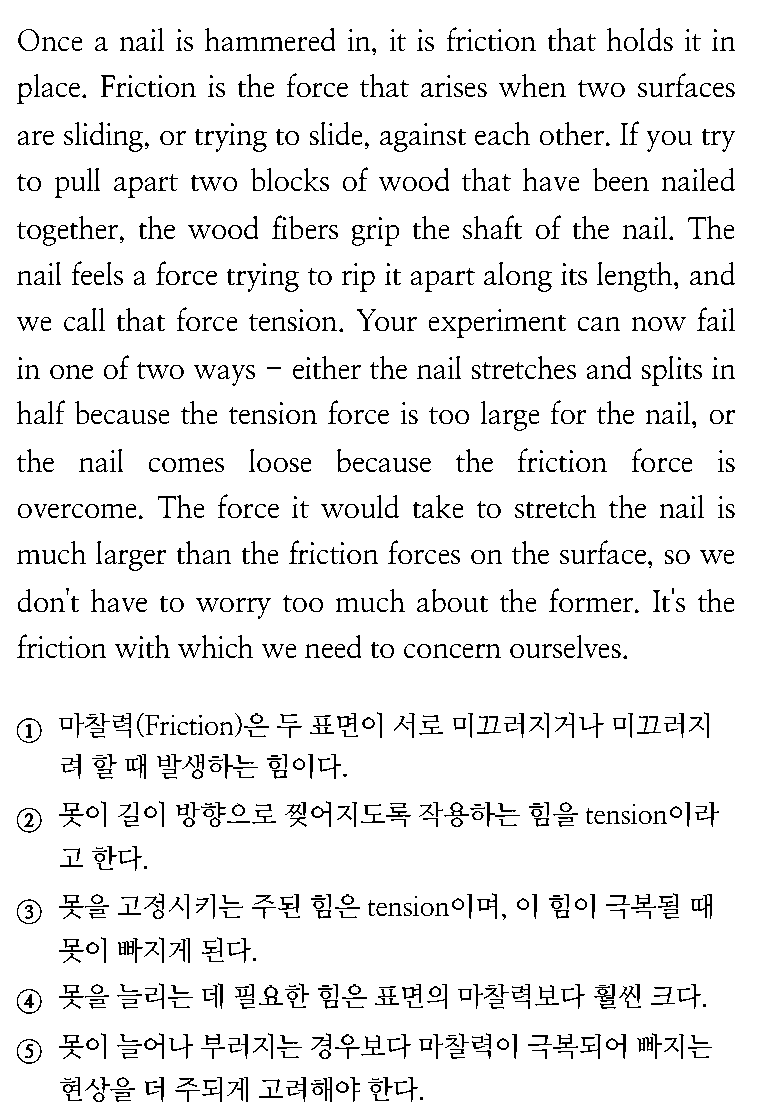 Once a nail is hammered in, it is friction that holds it in
place. Friction is the force that arises when two surfaces
are sliding, or trying to slide, against each other. If you try
to pull apart two blocks of wood that have been nailed
together, the wood fibers grip the shaft of the nail. The
nail feels a force trying to rip it apart along its length, and
we call that force tension. Your experiment can now fail
in one of two ways - either the nail stretches and splits in
half because the tension force is too large for the nail, or
the nail comes loose because the friction force is
overcome. The force it would take to stretch the nail is
much larger than the friction forces on the surface, so we
don't have to worry too much about the former. It's the
friction with which we need to concern ourselves.
① 마찰력(Friction)은 두 표면이 서로 미끄러지거나 미끄러지
려 할 때 발생하는 힘이다.
② 못이 길이 방향으로 찢어지도록 작용하는 힘을 tension이라
고 한다.
③ 못을 고정시키는 주된 힘은 tension이며, 이 힘이 극복될 때
못이 빠지게 된다.
④ 못을 늘리는 데 필요한 힘은 표면의 마찰력보다 훨씬 크다.
⑤ 못이 늘어나 부러지는 경우보다 마찰력이 극복되어 빠지는
현상을 더 주되게 고려해야 한다.